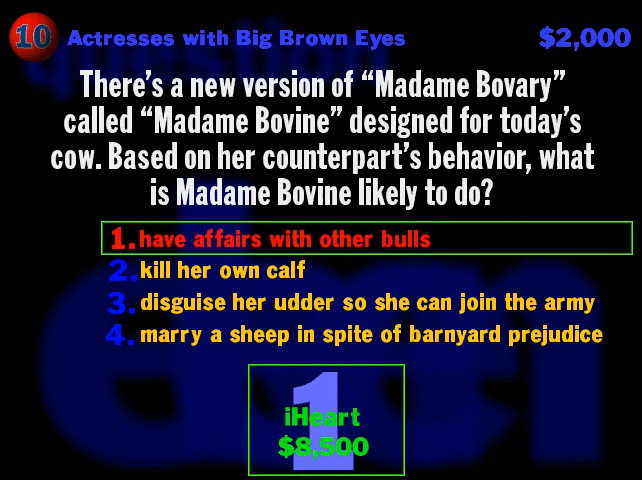 10 Actresses with Big Brown Eyes $2,000
There's a new version of “Madame Bovary”
called “Madame Bovine” designed for today's
cow. Based on her counterpart's behavior, what
is Madame Bovine likely to do?
1. have affairs with other bulls
2. kill her own calf
3. disguise her udder so she can join the army
4. marry a sheep in spite of barnyard prejudice
1
iHeart
$8,500